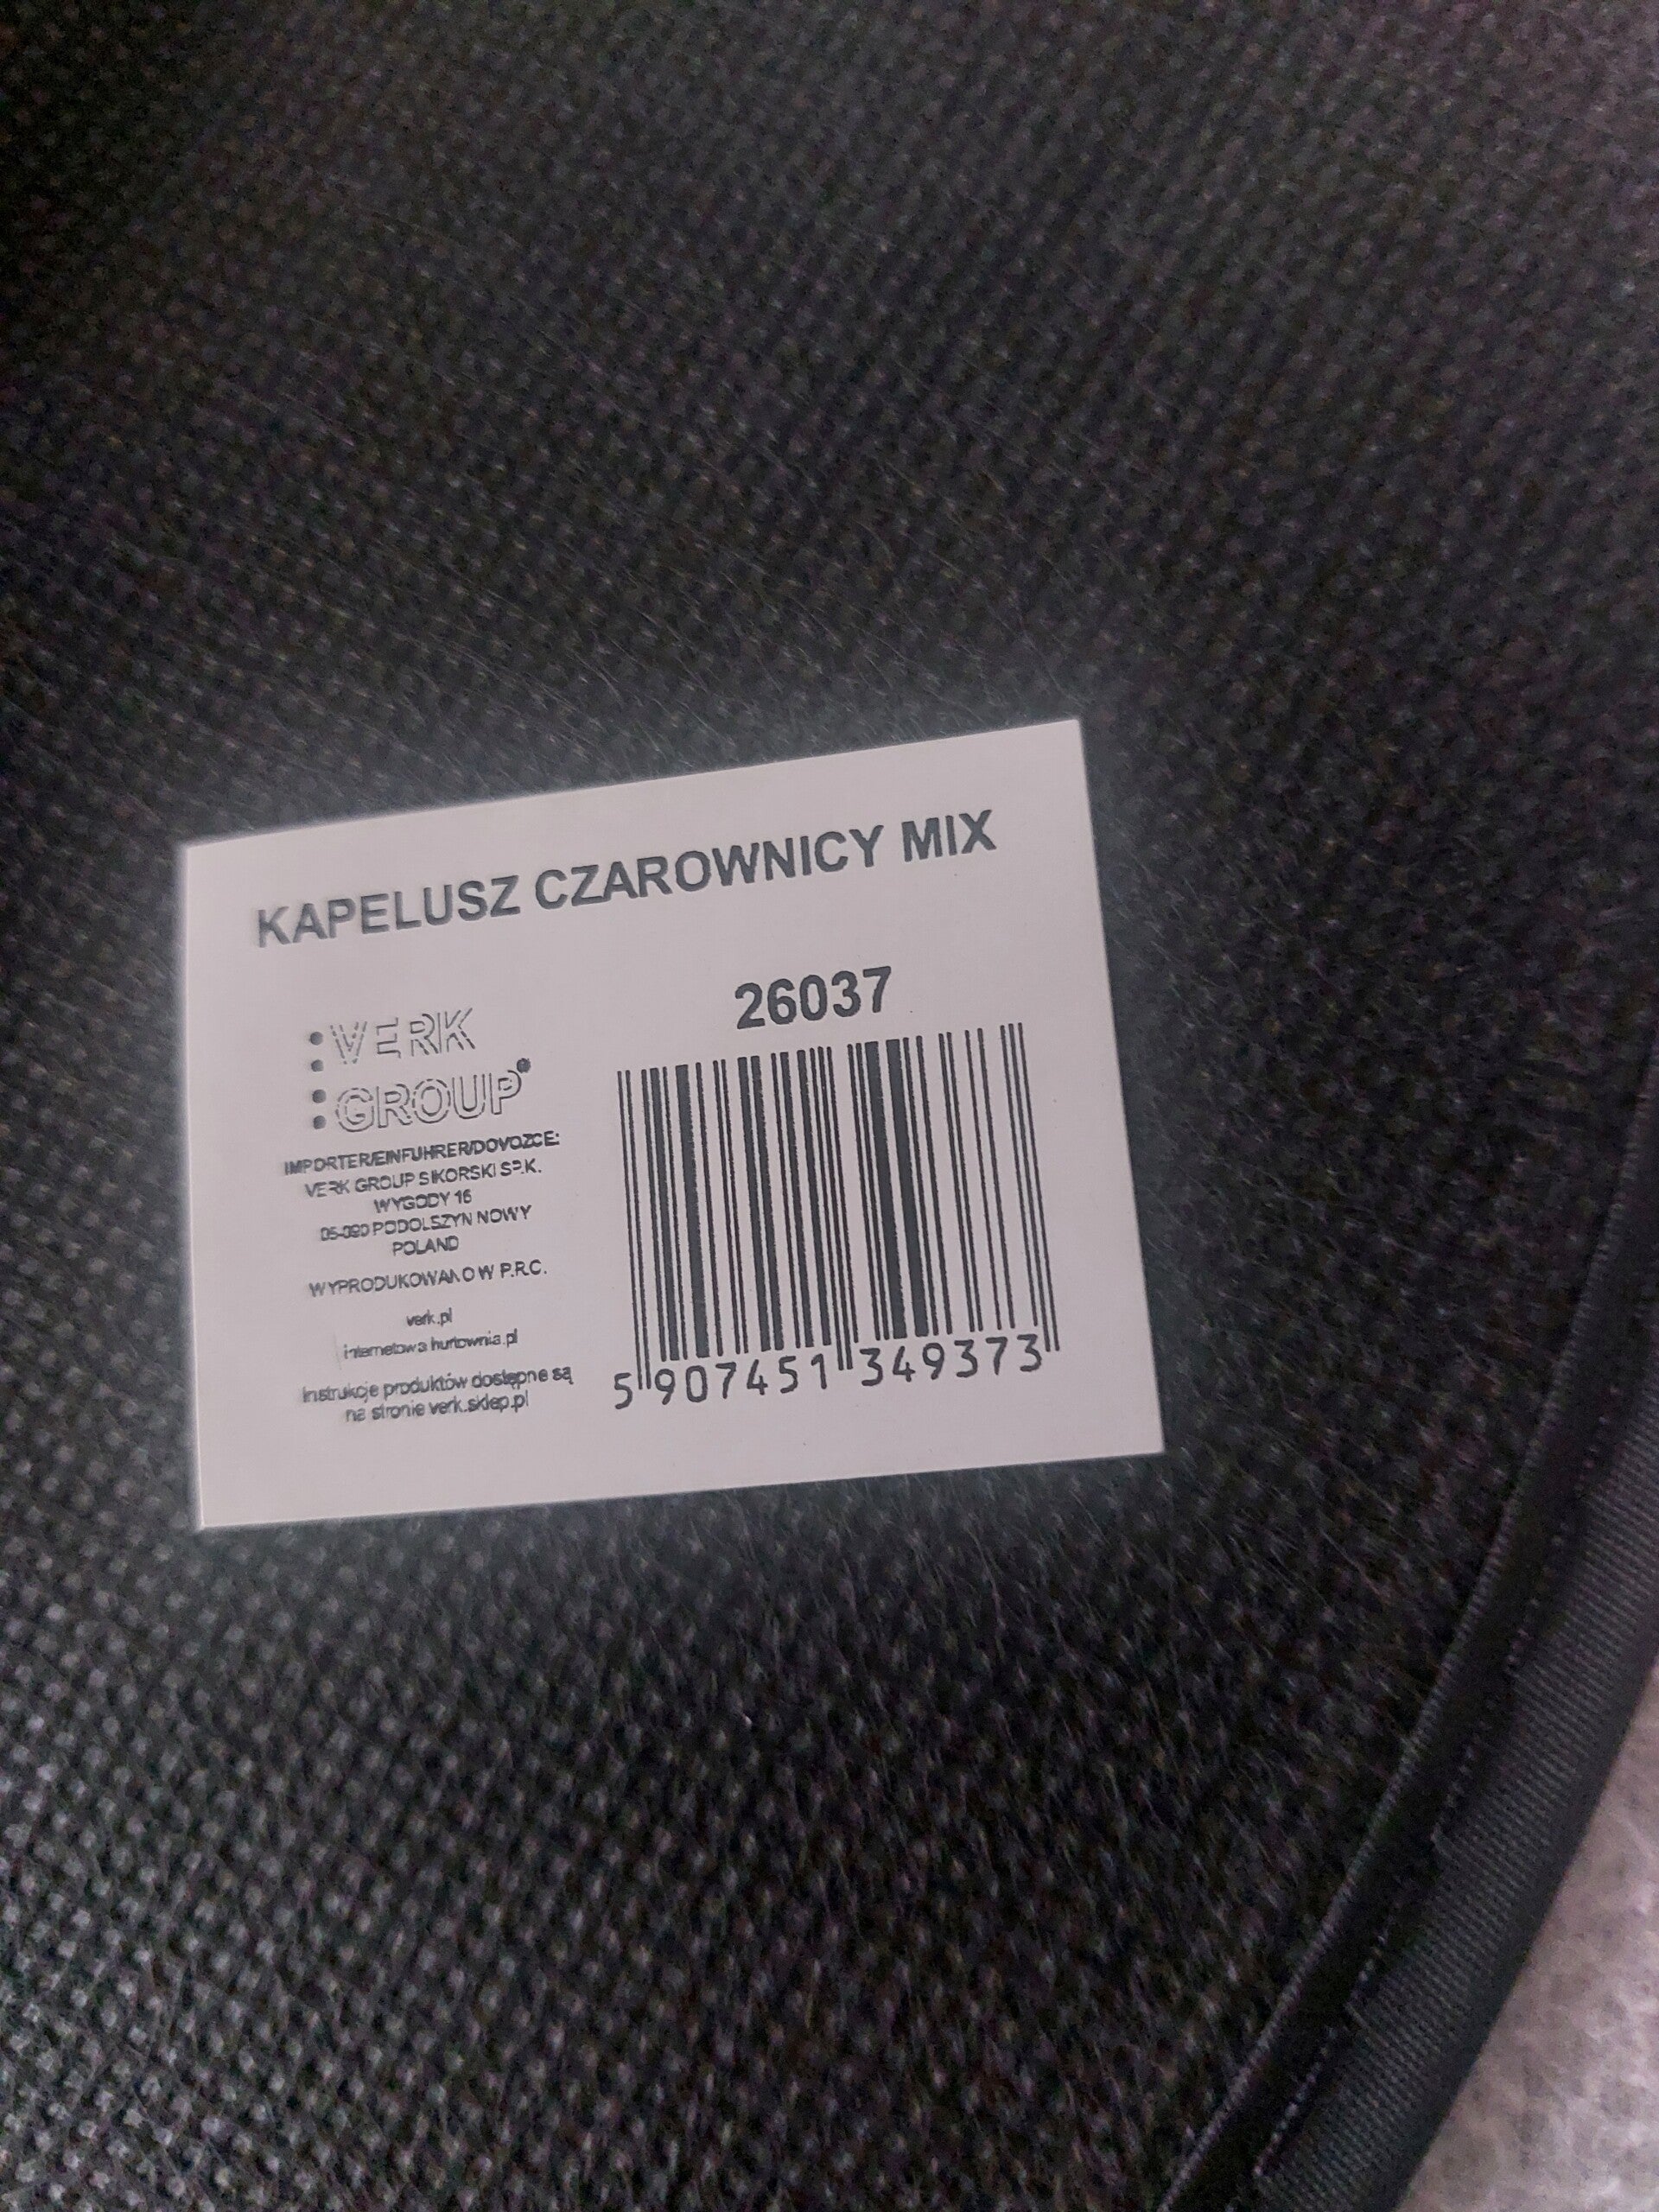 KAPELUSZ CZAROWNICY MIX
26037
VERK
GROUP
IMPORTER/EINFUHRER/DOVOZCE:
VERK GROUP SIKORSKI SP.K.
WYGODY 16
05-090 PODOLSZYN NOWY
POLAND
WYPRODUKOWANO W P.R.C.
verk.pl
internetowa hurtownia.pl
Instrukcje produktów dostępne są
na stronie verk.sklep.pl
5 907451 349373